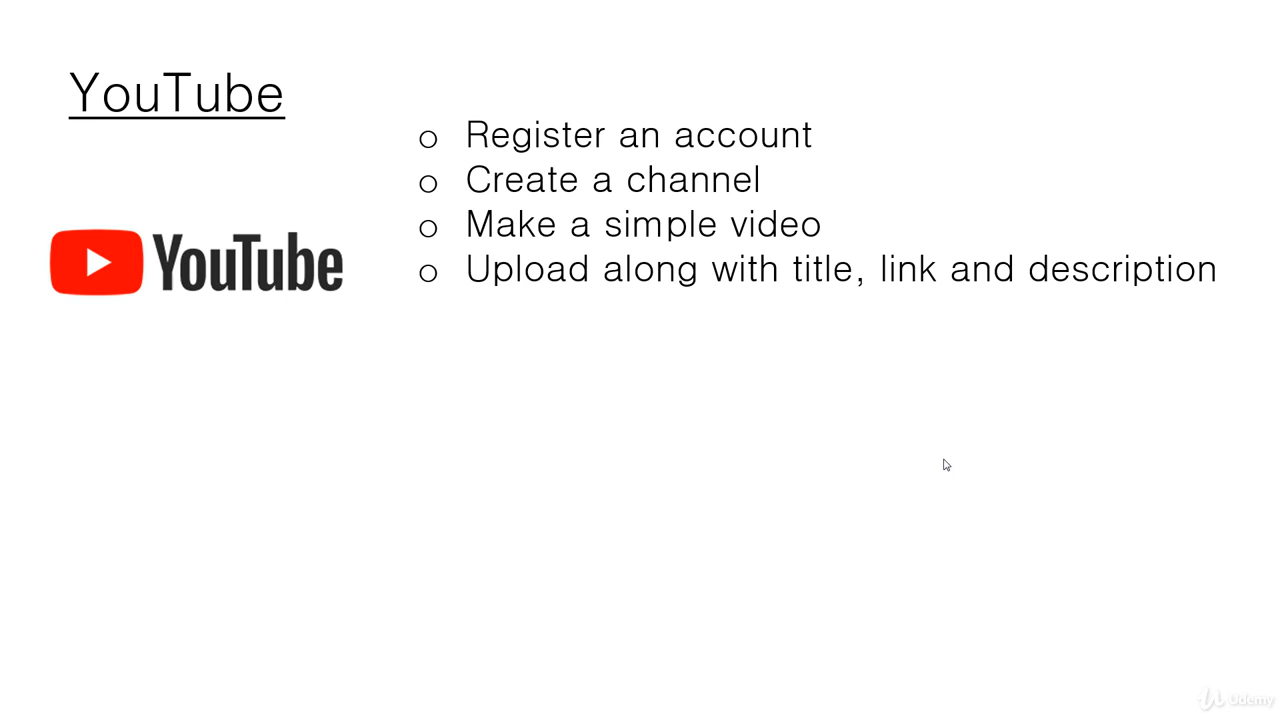 YouTube
o Register an account
o Create a channel
o Make a simple video
o Upload along with title, link and description
YouTube
Udemy